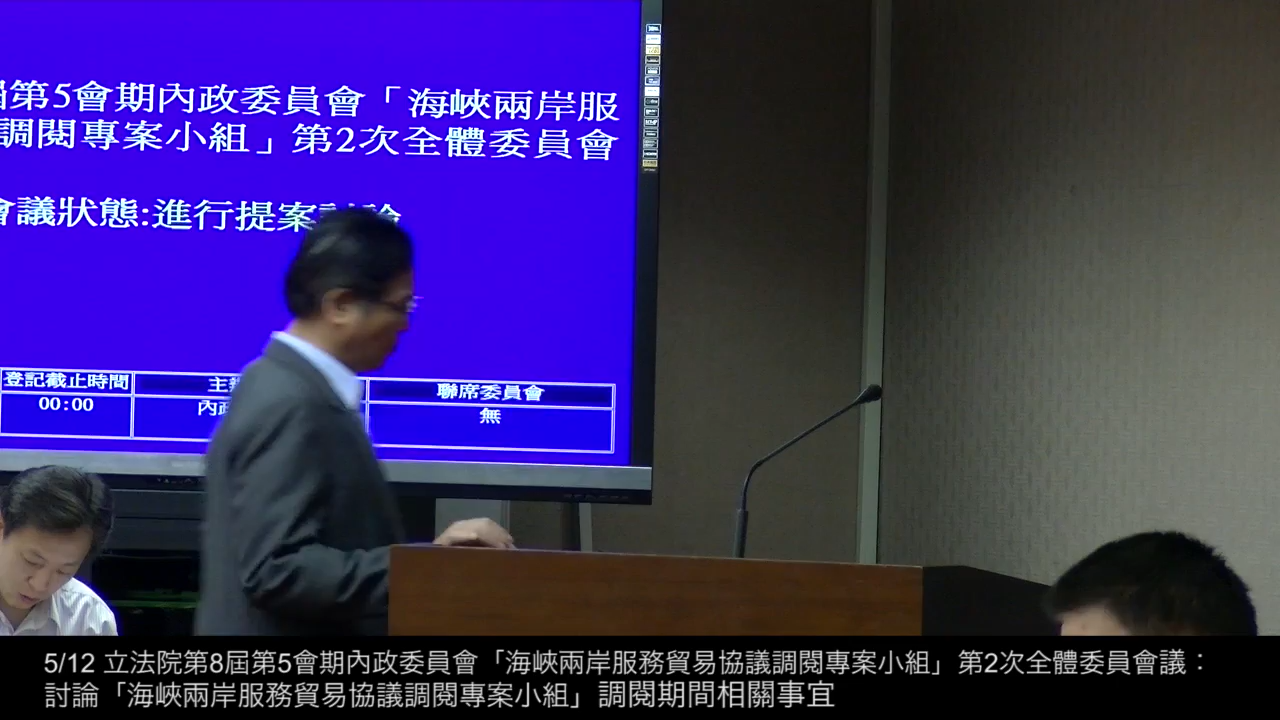 第5會期內政委員會「海峽兩岸服
調閱專案小組」第2次全體委員會
會議狀態:進行提案討論
登記截止時間 主 聯席委員會
00:00 內政 無
5/12 立法院第8屆第5會期內政委員會「海峽兩岸服務貿易協議調閱專案小組」第2次全體委員會議：
討論「海峽兩岸服務貿易協議調閱專案小組」調閱期間相關事宜